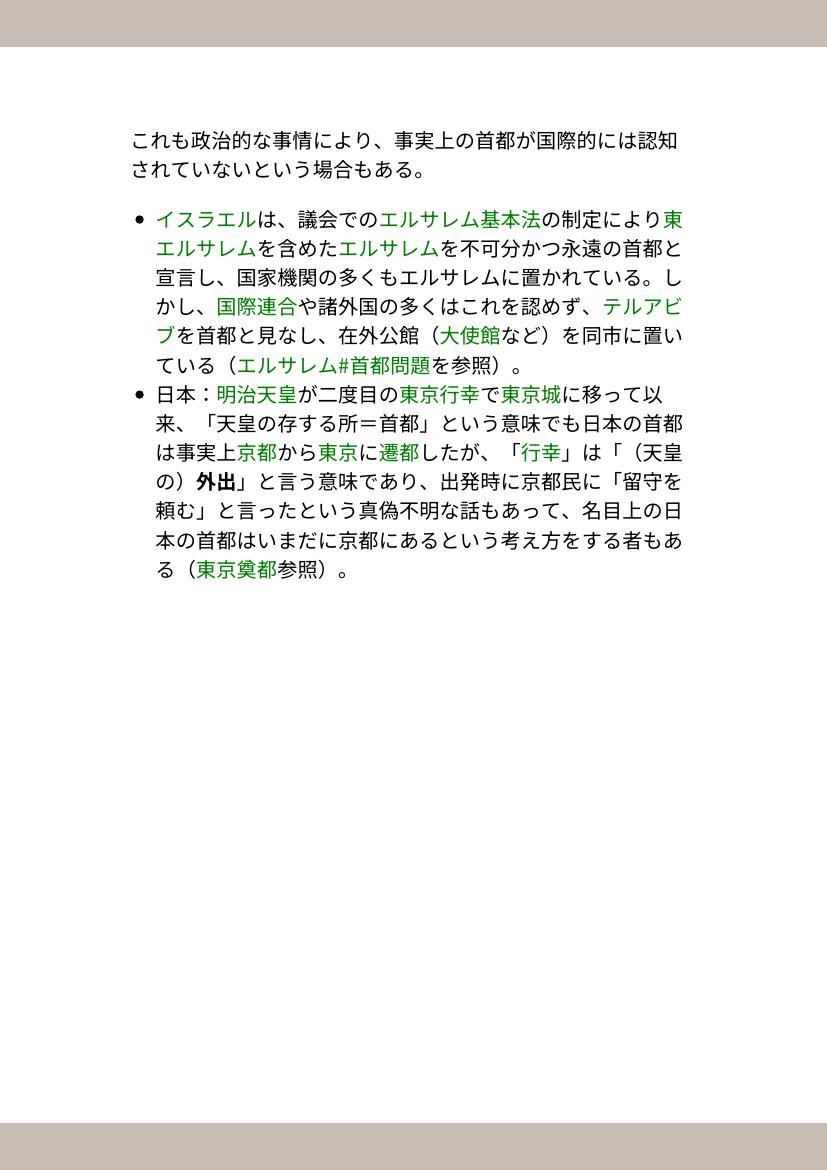 これも政治的な事情により、事実上の首都が国際的には認知
されていないという場合もある。
● イスラエルは、議会でのエルサレム基本法の制定により東
エルサレムを含めたエルサレムを不可分かつ永遠の首都と
宣言し、国家機関の多くもエルサレムに置かれている。し
かし、国際連合や諸外国の多くはこれを認めず、テルアビ
ブを首都と見なし、在外公館（大使館など）を同市に置い
ている（エルサレム#首都問題を参照）。
● 日本：明治天皇が二度目の東京行幸で東京城に移って以
来、「天皇の存する所＝首都」という意味でも日本の首都
は事実上京都から東京に遷都したが、「行幸」は「（天皇
の）外出」と言う意味であり、出発時に京都民に「留守を
頼む」と言ったという真偽不明な話もあって、名目上の日
本の首都はいまだに京都にあるという考え方をする者もあ
る（東京奠都参照）。